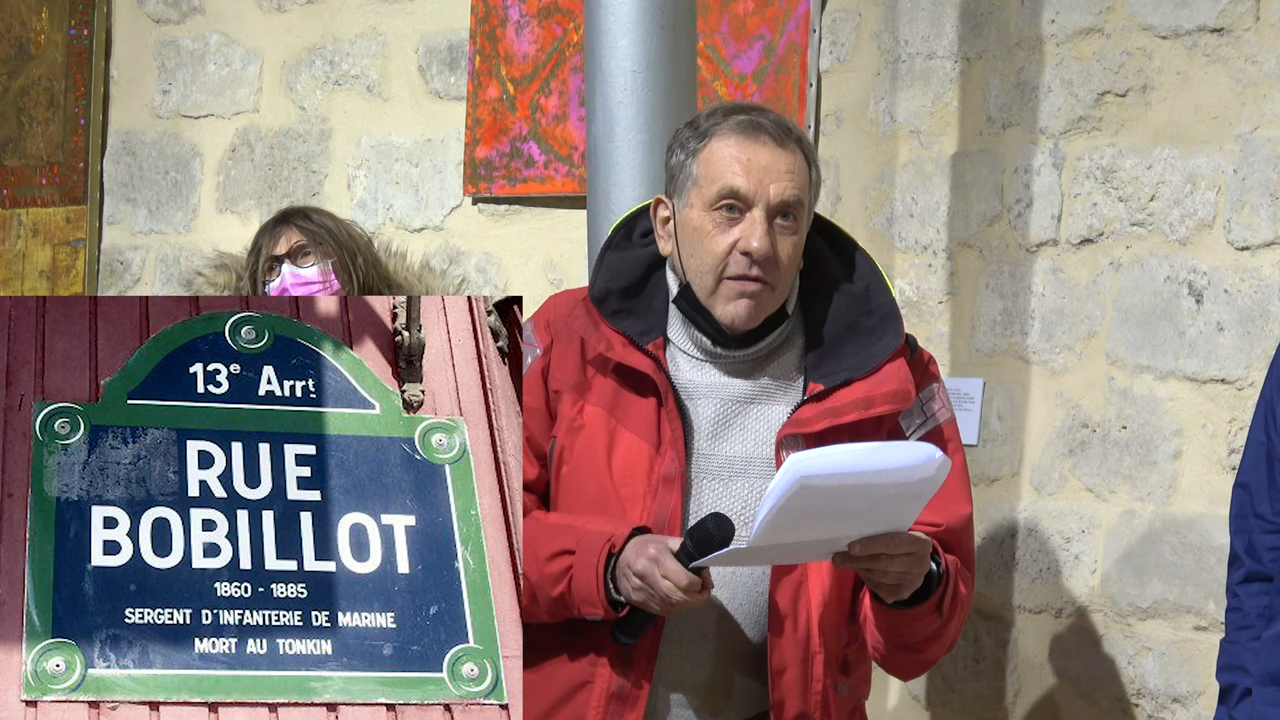 13e Arrt
RUE
BOBILLOT
1860 - 1885
SERGENT D'INFANTERIE DE MARINE
MORT AU TONKIN